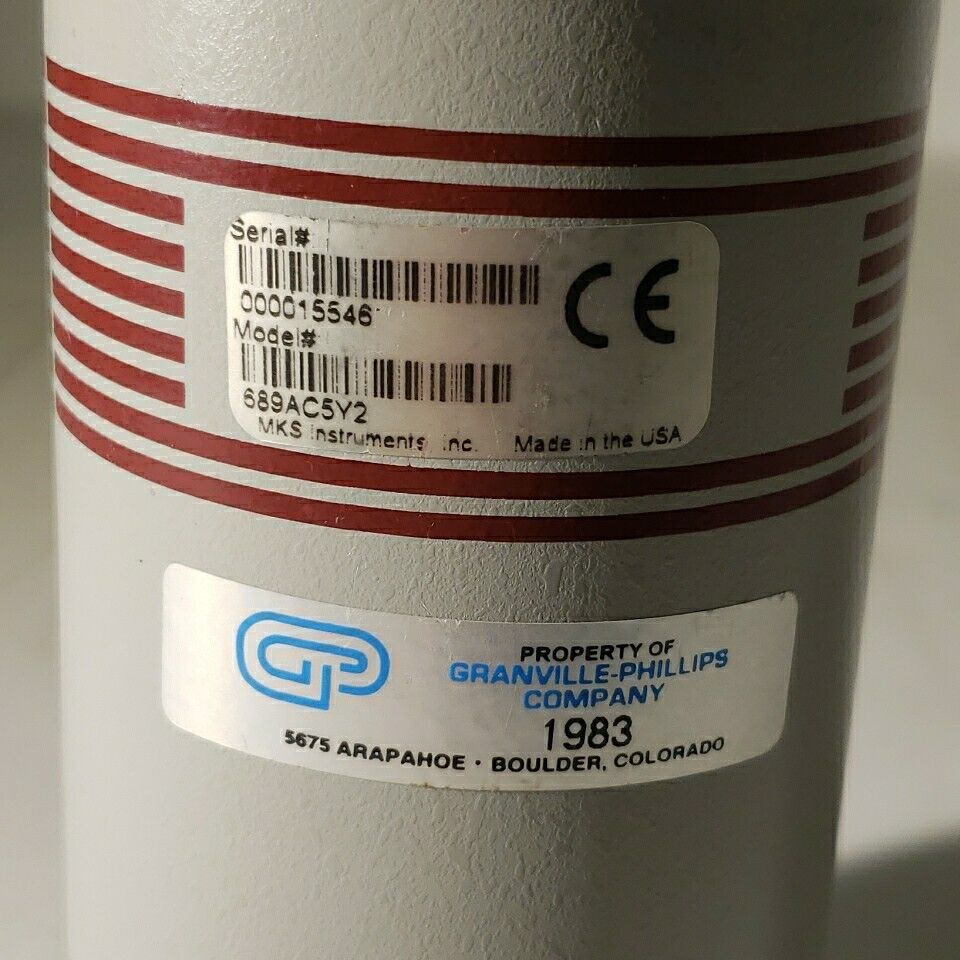 Serial#
000015546
Model#
689AC5Y2
MKS Instruments, Inc. Made in the USA
CE
GP
PROPERTY OF
GRANVILLE-PHILLIPS
COMPANY
1983
5675 ARAPAHOE · BOULDER, COLORADO